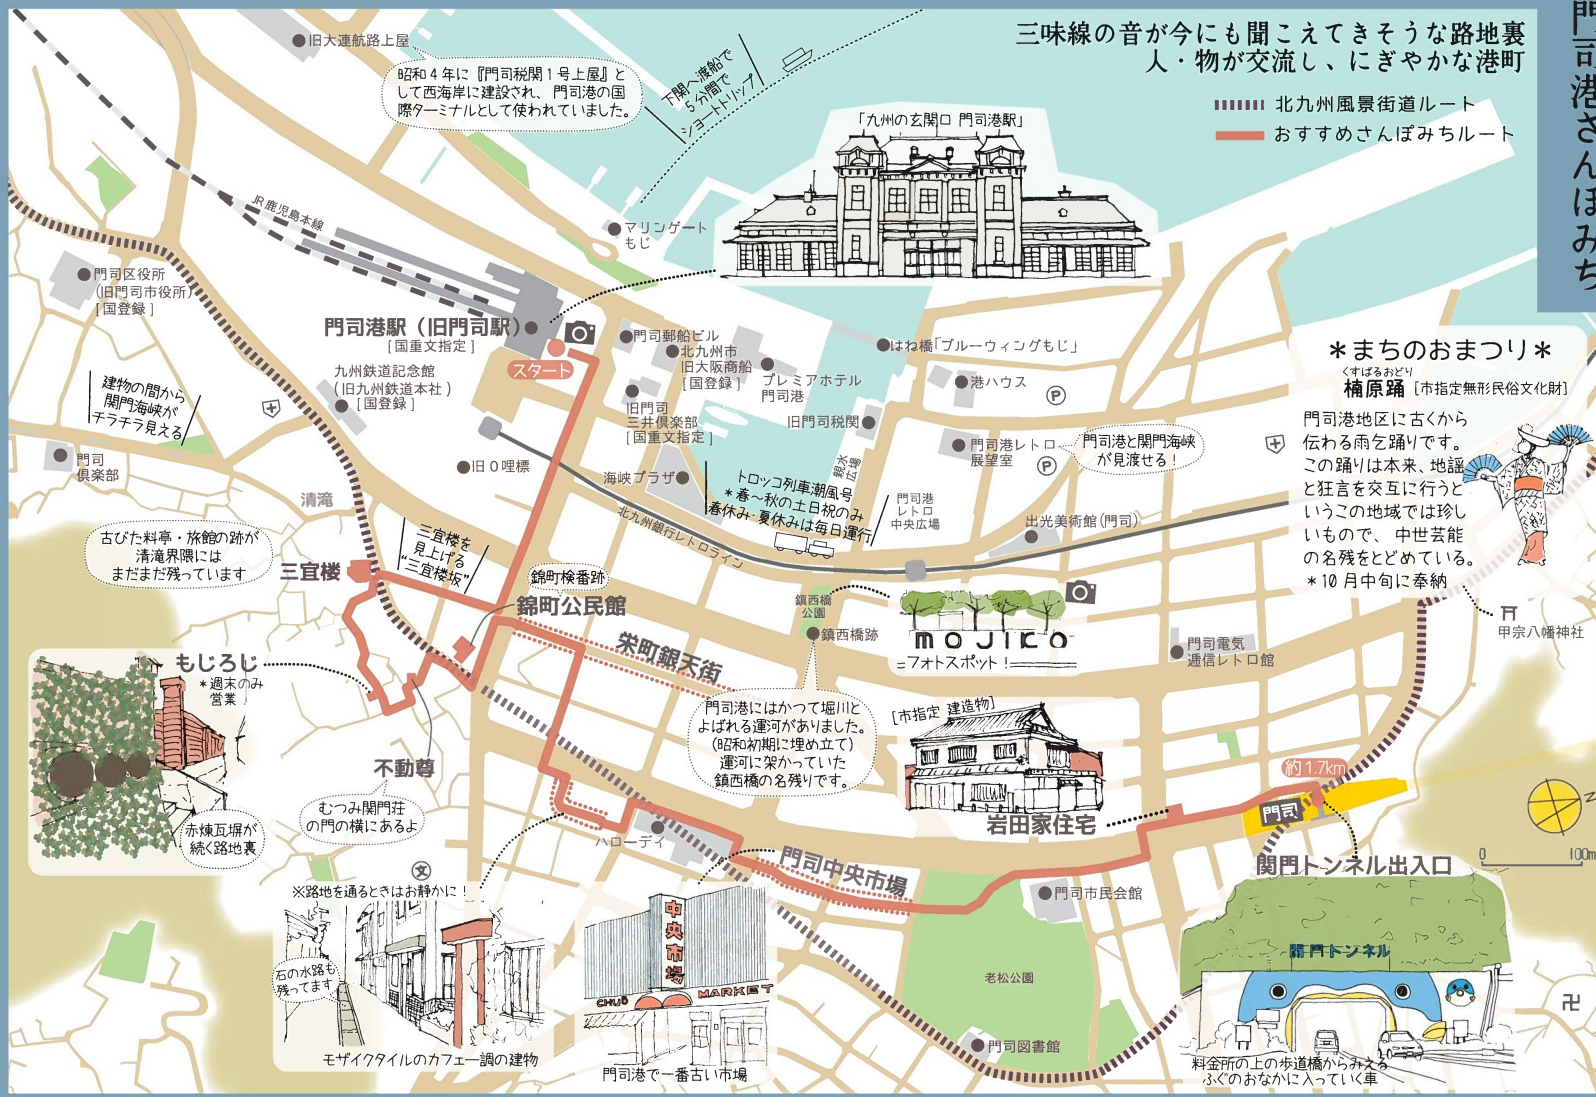 門司港さんぽみち
三味線の音が今にも聞こえてきそうな路地裏
人・物が交流し、にぎやかな港町
北九州風景街道ルート
おすすめさんぽみちルート
旧大連航路上屋
昭和4年に『門司税関1号上屋』と
して西海岸に建設され、門司港の国
際ターミナルとして使われていました。
下関へ渡船で
5分間で
ショートトリップ
「九州の玄関口 門司港駅」
JR鹿児島本線
マリンゲート
もじ
門司区役所
(旧門司市役所)
[国登録]
門司港駅(旧門司駅)
[国重文指定]
スタート
九州鉄道記念館
(旧九州鉄道本社)
[国登録]
門司郵船ビル
北九州市
旧大阪商船
[国登録]
プレミアホテル
門司港
はね橋「ブルーウィングもじ」
港ハウス
P
旧門司
三井倶楽部
[国重文指定]
旧門司税関
門司港レトロ
展望室
P
門司港と関門海峡
が見渡せる!
建物の間から
関門海峡が
チラチラ見える
門司
倶楽部
旧0哩標
海峡プラザ
親水
広場
トロッコ列車潮風号
*春~秋の土日祝のみ
春休み・夏休みは毎日運行
門司港
レトロ
中央広場
出光美術館(門司)
北九州銀行レトロライン
*まちのおまつり*
くすばるおどり
楠原踊[市指定無形民俗文化財]
門司港地区に古くから
伝わる雨乞踊りです。
この踊りは本来、地謡
と狂言を交互に行うと
いうこの地域では珍し
いもので、中世芸能
の名残をとどめている。
*10月中旬に奉納
甲宗八幡神社
清滝
古びた料亭・旅館の跡が
清滝界隈には
まだまだ残っています
三宜楼
三宜楼を
見上げる
“三宜楼坂”
錦町検番跡
錦町公民館
栄町銀天街
鎮西橋
公園
鎮西橋跡
mojiko
フォトスポット!
門司電気
通信レトロ館
もじろじ
*週末のみ
営業
赤煉瓦塀が
続く路地裏
不動尊
むつみ関門荘
の門の横にあるよ
門司港にはかつて堀川と
よばれる運河がありました。
(昭和初期に埋め立て)
運河に架かっていた
鎮西橋の名残りです。
[市指定 建造物]
岩田家住宅
約1.7km
門司
関門トンネル出入口
N
0 100m
ハローデイ
門司中央市場
門司市民会館
文
※路地を通るときはお静かに!
石の水路も
残ってます
モザイクタイルのカフェー調の建物
中央市場
CHUO MARKET
門司港で一番古い市場
老松公園
門司図書館
関門トンネル
料金所の上の歩道橋からみえる
ふぐのおなかに入っていく車